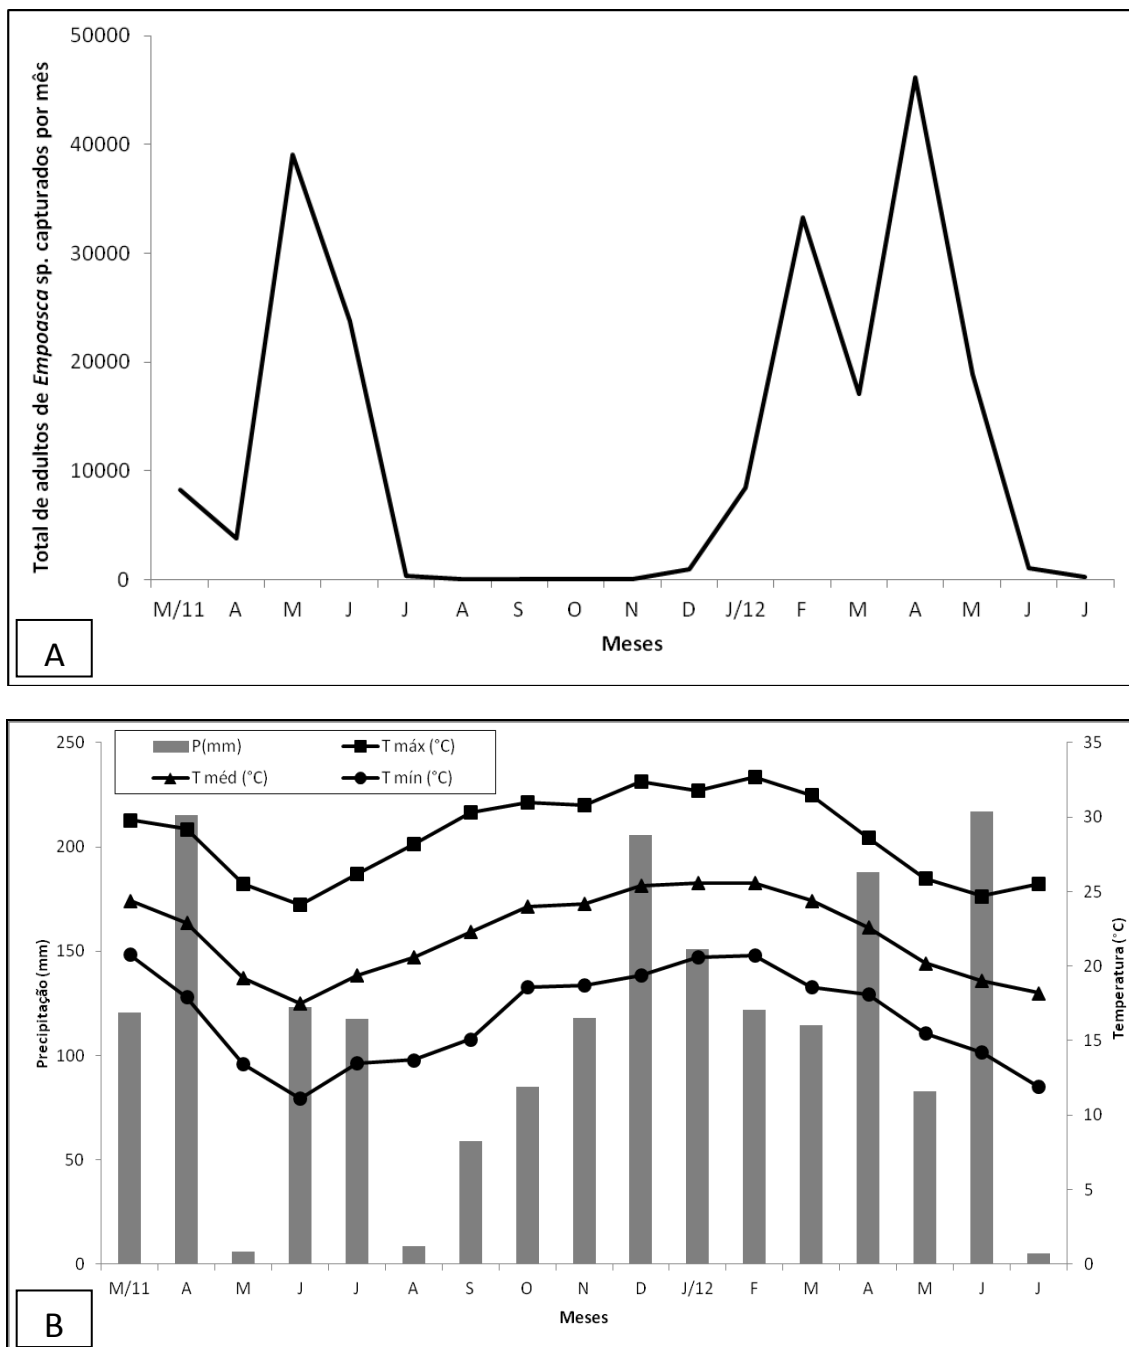 50000
40000
30000
20000
10000
0
Total de adultos de Empoasca sp. capturados por mês
M/11 A M J J A S O N D J/12 F M A M J J
Meses
A
P(mm) T máx (°C)
T méd (°C) T mín (°C)
250
200
150
100
50
0
Precipitação (mm)
35
30
25
20
15
10
5
0
Temperatura (°C)
M/11 A M J J A S O N D J/12 F M A M J J
Meses
B